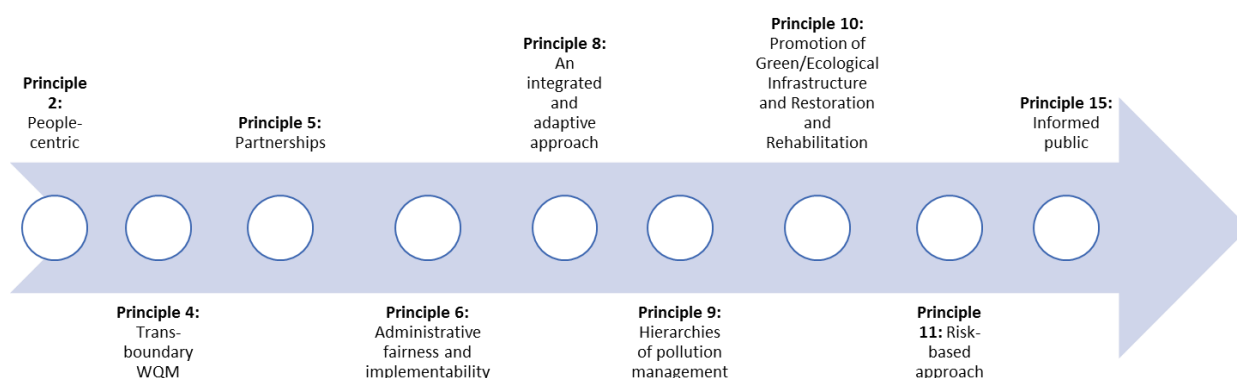 Principle
2:
People-
centric
Principle 4:
Trans-
boundary
WQM
Principle 5:
Partnerships
Principle 6:
Administrative
fairness and
implementability
Principle 8:
An
integrated
and
adaptive
approach
Principle 9:
Hierarchies
of pollution
management
Principle 10:
Promotion of
Green/Ecological
Infrastructure
and Restoration
and
Rehabilitation
Principle
11: Risk-
based
approach
Principle 15:
Informed
public